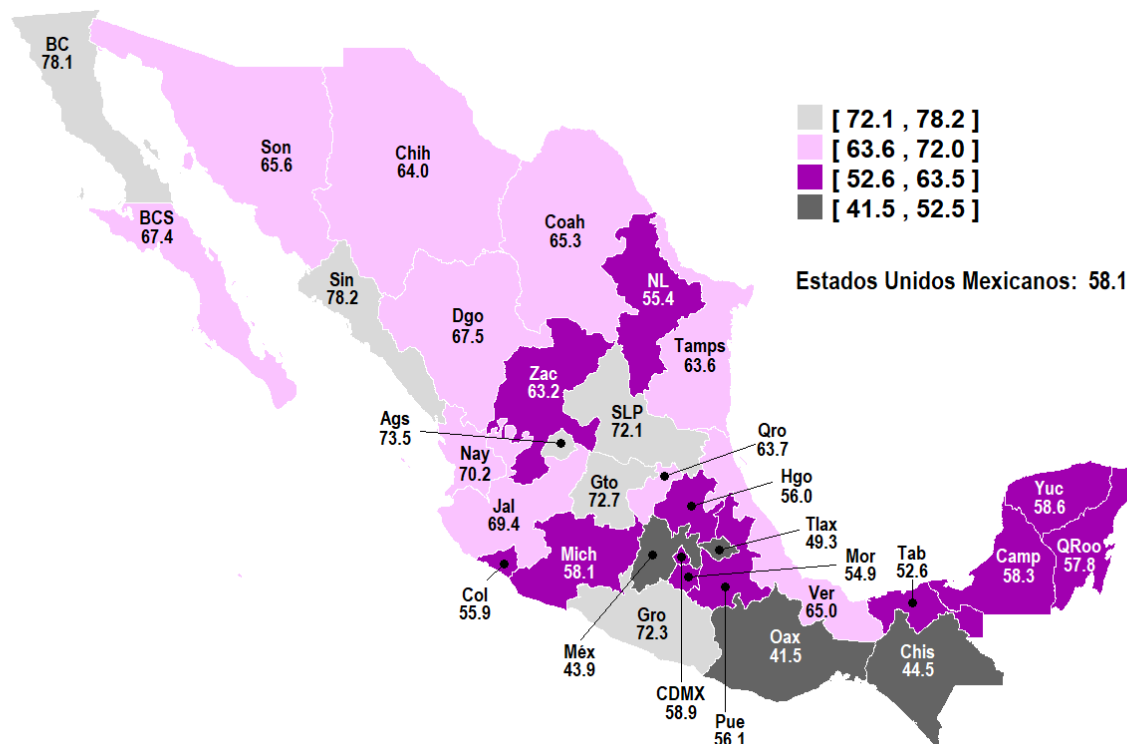 BC
78.1
[ 72.1 , 78.2 ]
[ 63.6 , 72.0 ]
[ 52.6 , 63.5 ]
[ 41.5 , 52.5 ]
Estados Unidos Mexicanos: 58.1
Son
65.6
Chih
64.0
BCS
67.4
Coah
65.3
Sin
78.2
NL
55.4
Dgo
67.5
Tamps
63.6
Zac
63.2
Ags
73.5
SLP
72.1
Qro
63.7
Nay
70.2
Gto
72.7
Hgo
56.0
Jal
69.4
Tlax
49.3
Yuc
58.6
Camp
58.3
QRoo
57.8
Mich
58.1
Mor
54.9
Tab
52.6
Col
55.9
Ver
65.0
Gro
72.3
Méx
43.9
Oax
41.5
Chis
44.5
CDMX
58.9
Pue
56.1